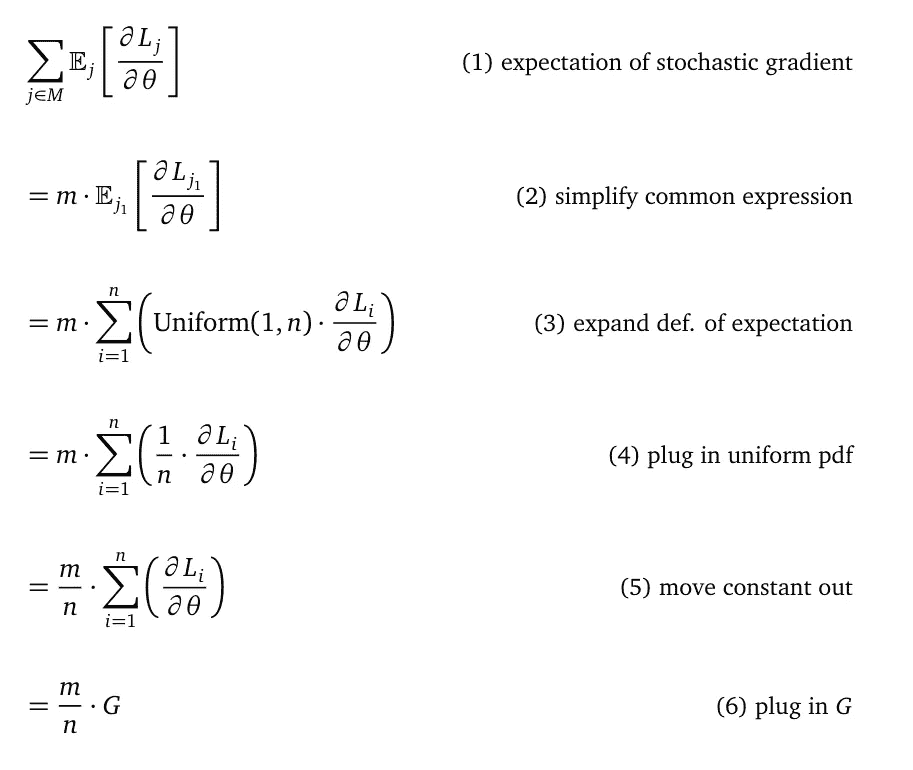 $\sum_{j \in M} \mathbb{E}_j \left[ \frac{\partial L_j}{\partial \theta} \right]$ (1) expectation of stochastic gradient
$= m \cdot \mathbb{E}_{j_1} \left[ \frac{\partial L_{j_1}}{\partial \theta} \right]$ (2) simplify common expression
$= m \cdot \sum_{i=1}^{n} \left( \text{Uniform}(1, n) \cdot \frac{\partial L_i}{\partial \theta} \right)$ (3) expand def. of expectation
$= m \cdot \sum_{i=1}^{n} \left( \frac{1}{n} \cdot \frac{\partial L_i}{\partial \theta} \right)$ (4) plug in uniform pdf
$= \frac{m}{n} \cdot \sum_{i=1}^{n} \left( \frac{\partial L_i}{\partial \theta} \right)$ (5) move constant out
$= \frac{m}{n} \cdot G$ (6) plug in $G$